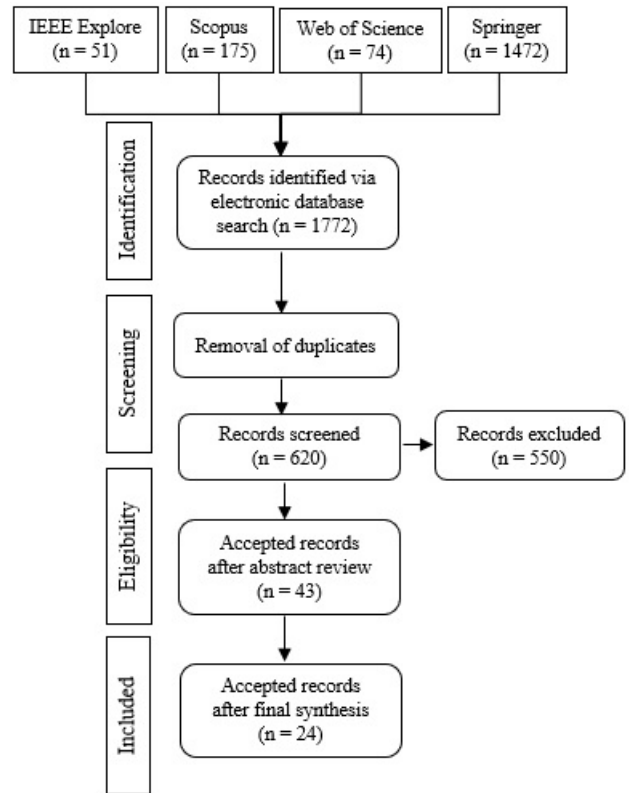 IEEE Explore
(n = 51)
Scopus
(n = 175)
Web of Science
(n = 74)
Springer
(n = 1472)
Identification
Records identified via
electronic database
search (n = 1772)
Screening
Removal of duplicates
Records screened
(n = 620)
Records excluded
(n = 550)
Eligibility
Accepted records
after abstract review
(n = 43)
Included
Accepted records
after final synthesis
(n = 24)